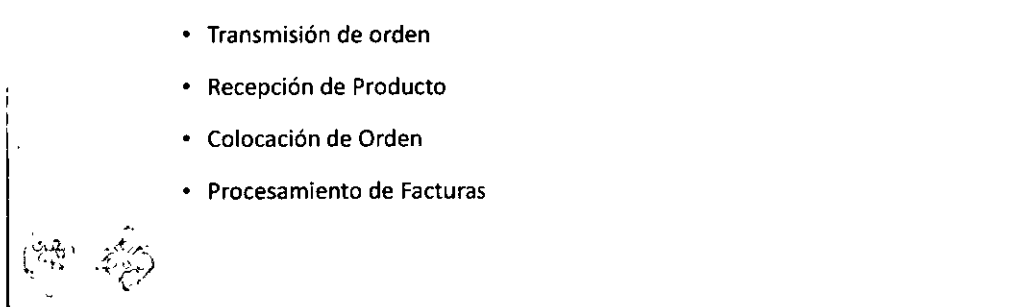 • Transmisión de orden
• Recepción de Producto
• Colocación de Orden
• Procesamiento de Facturas